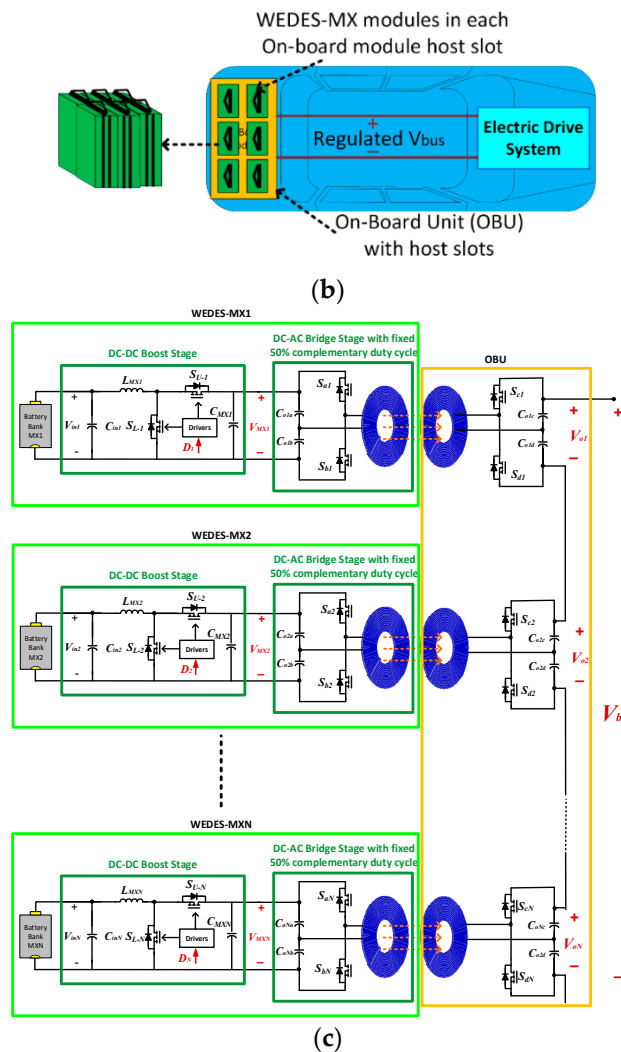 WEDES-MX modules in each
On-board module host slot
Regulated Vbus
+
−
Electric Drive
System
On-Board Unit (OBU)
with host slots
(b)
WEDES-MX1
DC-DC Boost Stage
DC-AC Bridge Stage with fixed
50% complementary duty cycle
OBU
Battery
Bank
MX1
+
Vin1
-
Cin1
LMX1
SU-1
SL-1
Drivers
D1
CMX1
+
VMX1
−
Co1a
Co1b
Sa1
Sb1
Sc1
Sd1
Co1c
Co1d
+
Vo1
−
+
WEDES-MX2
DC-DC Boost Stage
DC-AC Bridge Stage with fixed
50% complementary duty cycle
Battery
Bank
MX2
+
Vin2
-
Cin2
LMX2
SU-2
SL-2
Drivers
D2
CMX2
+
VMX2
−
Co2a
Co2b
Sa2
Sb2
Sc2
Sd2
Co2c
Co2d
+
Vo2
−
Vb
WEDES-MXN
DC-DC Boost Stage
DC-AC Bridge Stage with fixed
50% complementary duty cycle
Battery
Bank
MXN
+
VinN
-
CinN
LMXN
SU-N
SL-N
Drivers
DN
CMXN
+
VMXN
−
CoNa
CoNb
SaN
SbN
ScN
SdN
CoNc
Co2d
+
VoN
−
−
(c)